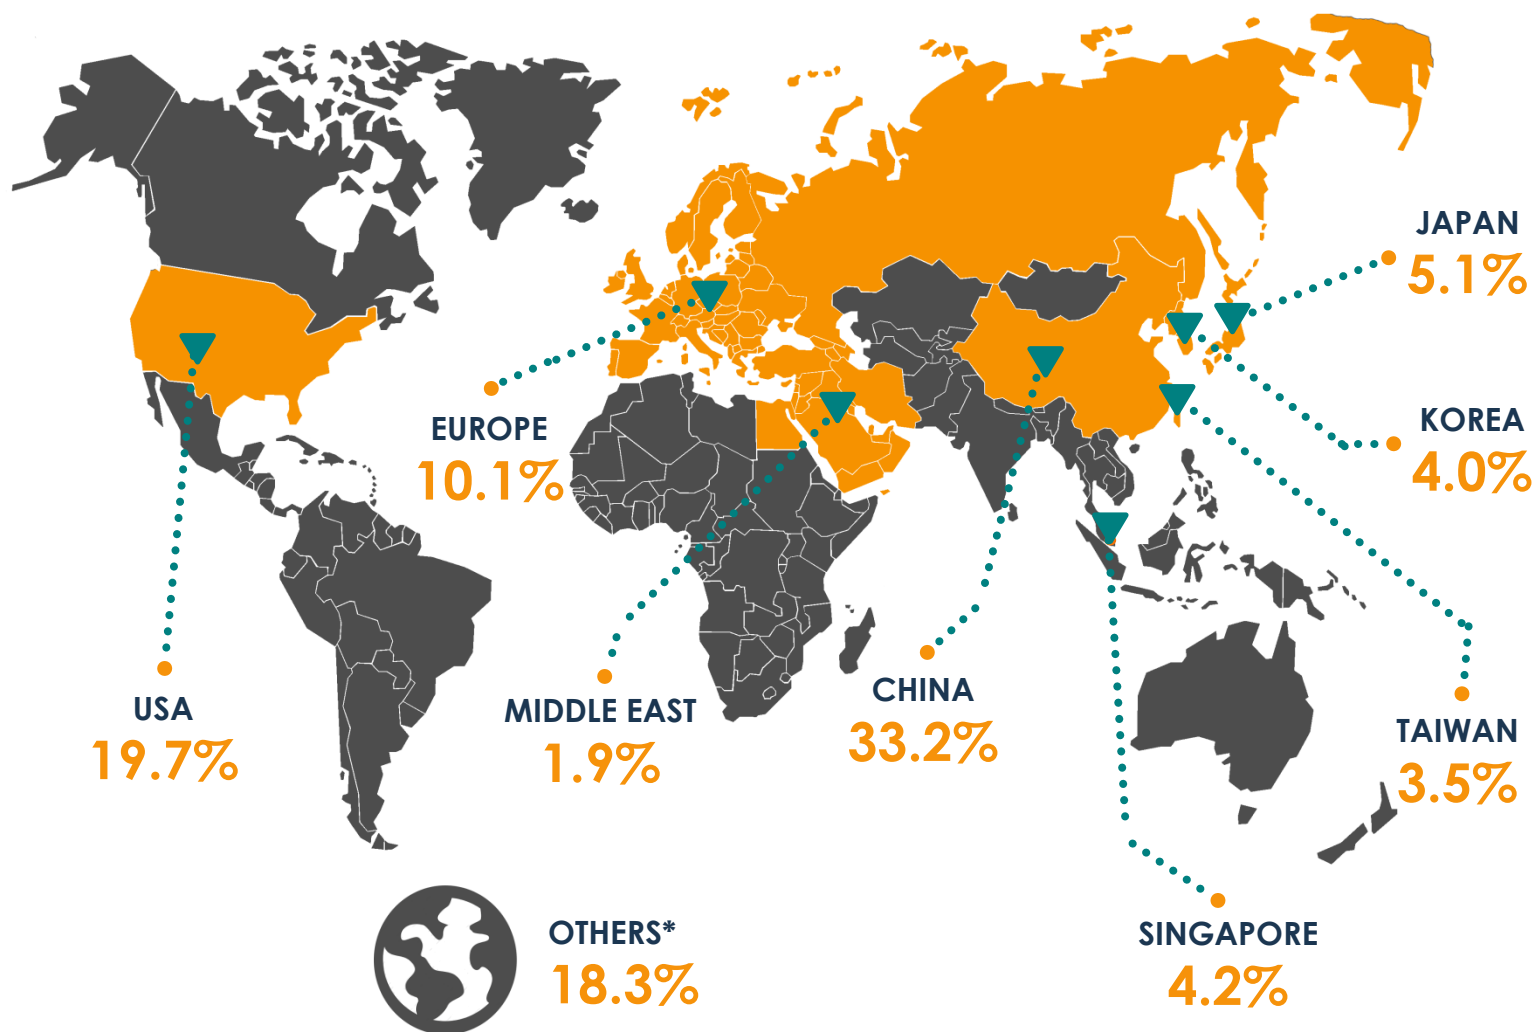 JAPAN
5.1%
KOREA
4.0%
EUROPE
10.1%
USA
19.7%
MIDDLE EAST
1.9%
CHINA
33.2%
TAIWAN
3.5%
OTHERS*
18.3%
SINGAPORE
4.2%